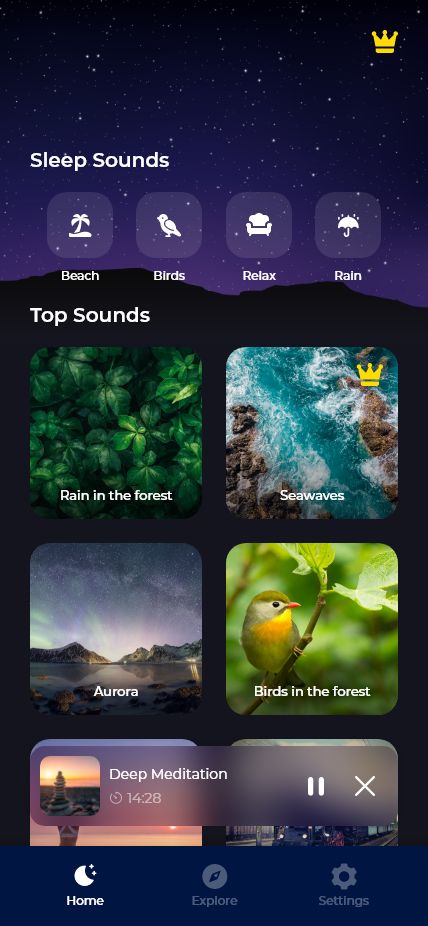 Sleep Sounds
Beach
Birds
Relax
Rain
Top Sounds
Rain in the forest
Seawaves
Aurora
Birds in the forest
Deep Meditation
14:28
Home
Explore
Settings